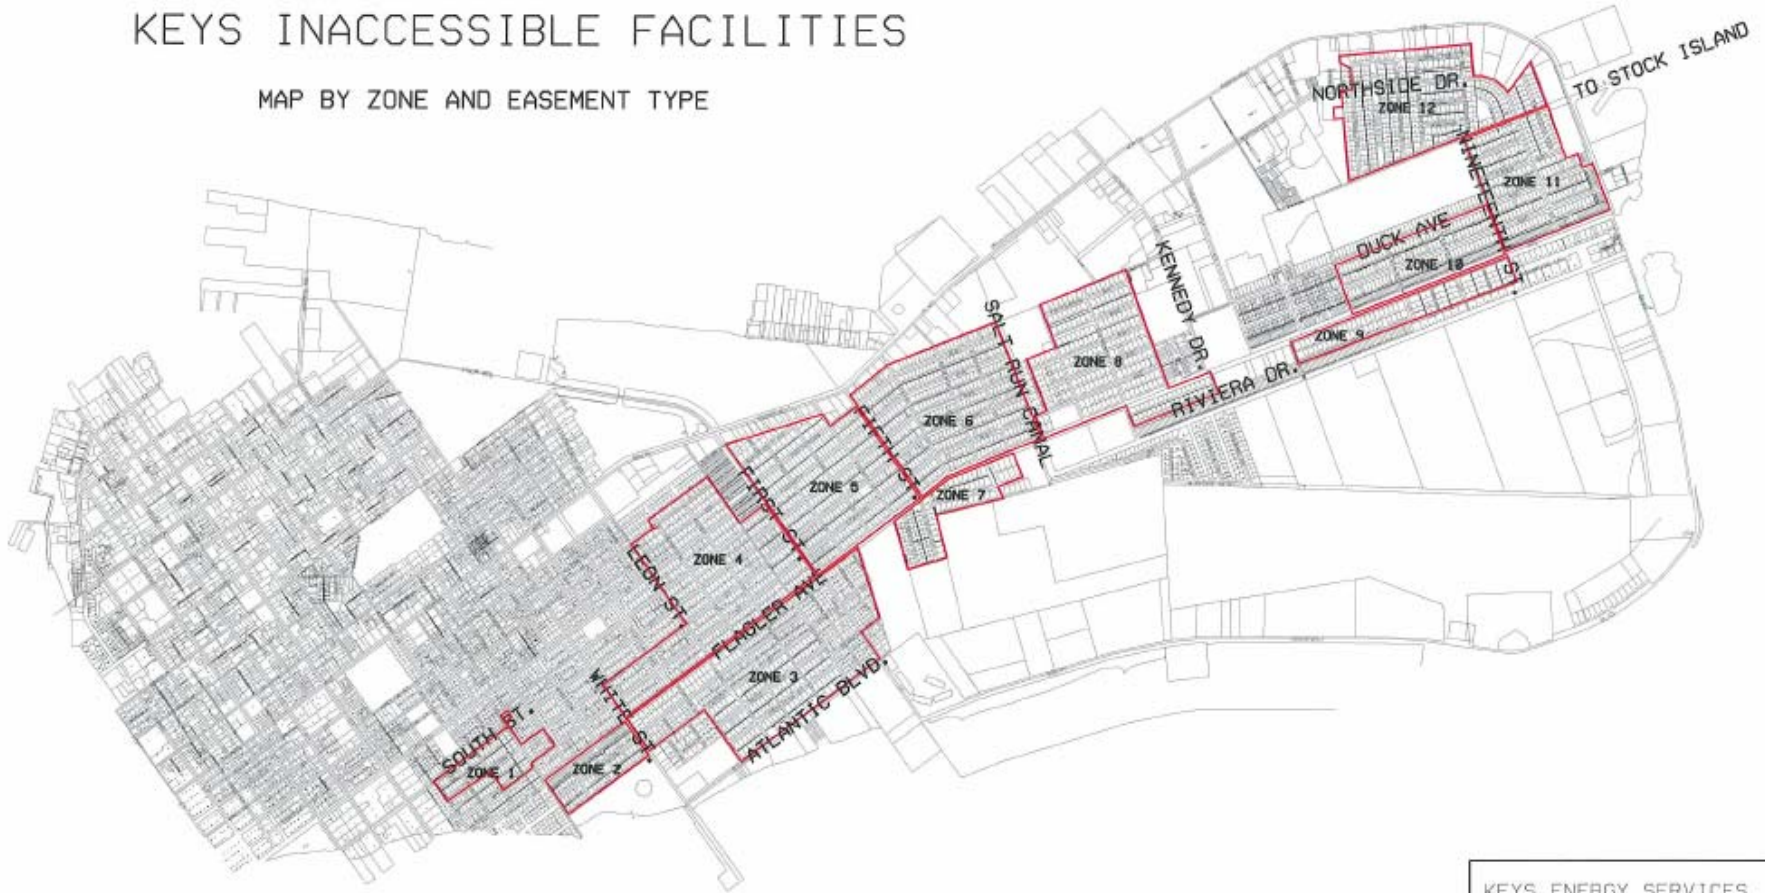 KEYS INACCESSIBLE FACILITIES
MAP BY ZONE AND EASEMENT TYPE
TO STOCK ISLAND
NORTHSIDE DR.
ZONE 12
NINETEENTH ST.
ZONE 11
DUCK AVE
ZONE 10
KENNEDY DR.
ZONE 9
SALT RUN CANAL
ZONE 8
RIVIERA DR.
ZONE 6
FIFTH ST.
ZONE 5
ZONE 7
FIRST ST.
ZONE 4
LEON ST.
FLAGLER AVE
ZONE 3
WHITE ST.
ATLANTIC BLVD.
SOUTH ST.
ZONE 1
ZONE 2
KEYS ENERGY SERVICES